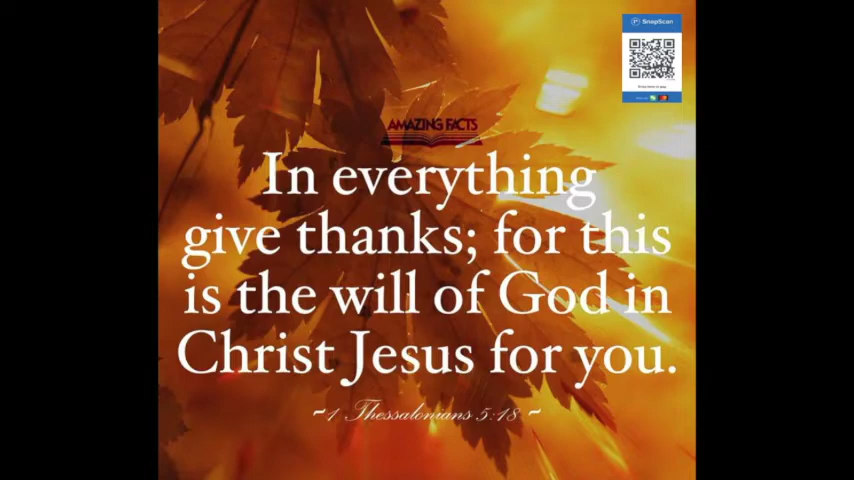 SnapScan
AMAZING FACTS
In everything
give thanks; for this
is the will of God in
Christ Jesus for you.
~1 Thessalonians 5:18 ~